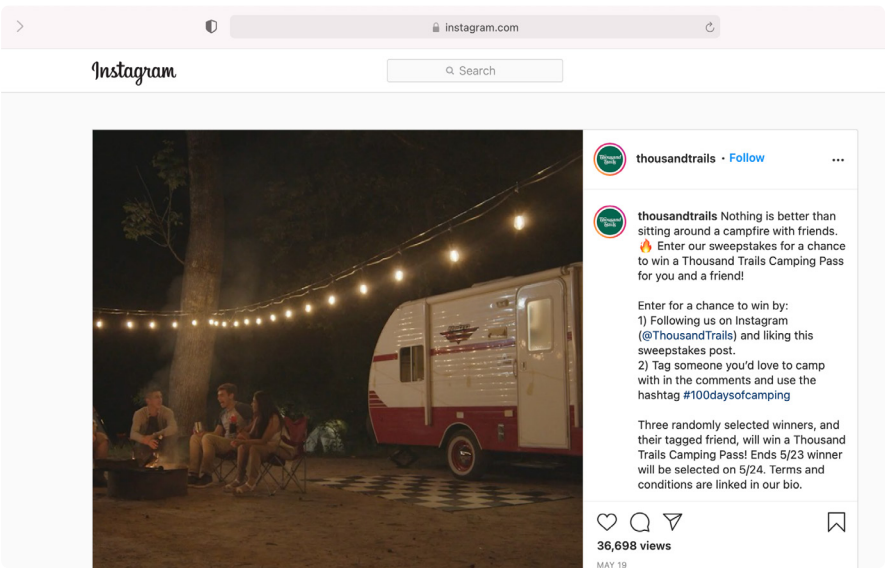 instagram.com
Instagram
Search
thousandtrails • Follow
thousandtrails Nothing is better than
sitting around a campfire with friends.
🔥 Enter our sweepstakes for a chance
to win a Thousand Trails Camping Pass
for you and a friend!
Enter for a chance to win by:
1) Following us on Instagram
(@ThousandTrails) and liking this
sweepstakes post.
2) Tag someone you’d love to camp
with in the comments and use the
hashtag #100daysofcamping
Three randomly selected winners, and
their tagged friend, will win a Thousand
Trails Camping Pass! Ends 5/23 winner
will be selected on 5/24. Terms and
conditions are linked in our bio.
36,698 views
MAY 19